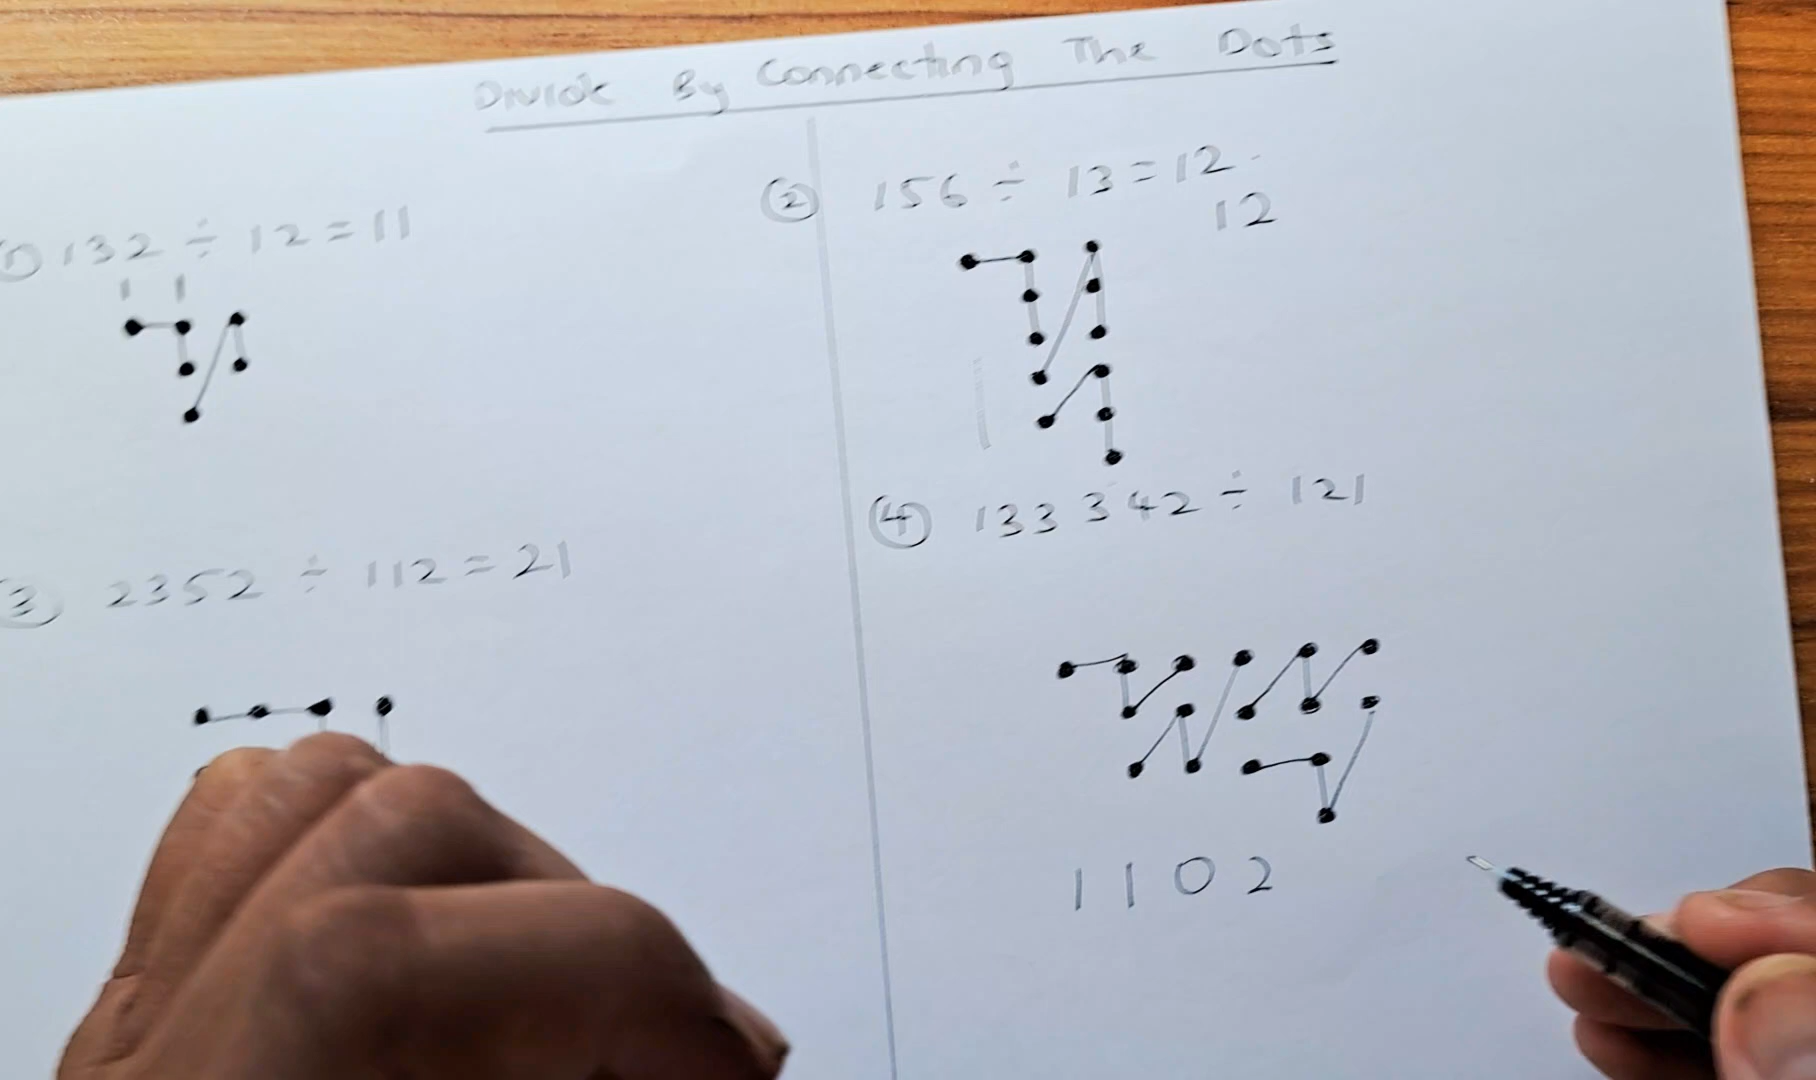 Divide By Connecting The Dots
① 132 ÷ 12 = 11
1 1
② 156 ÷ 13 = 12
12
③ 2352 ÷ 112 = 21
④ 133342 ÷ 121
1102